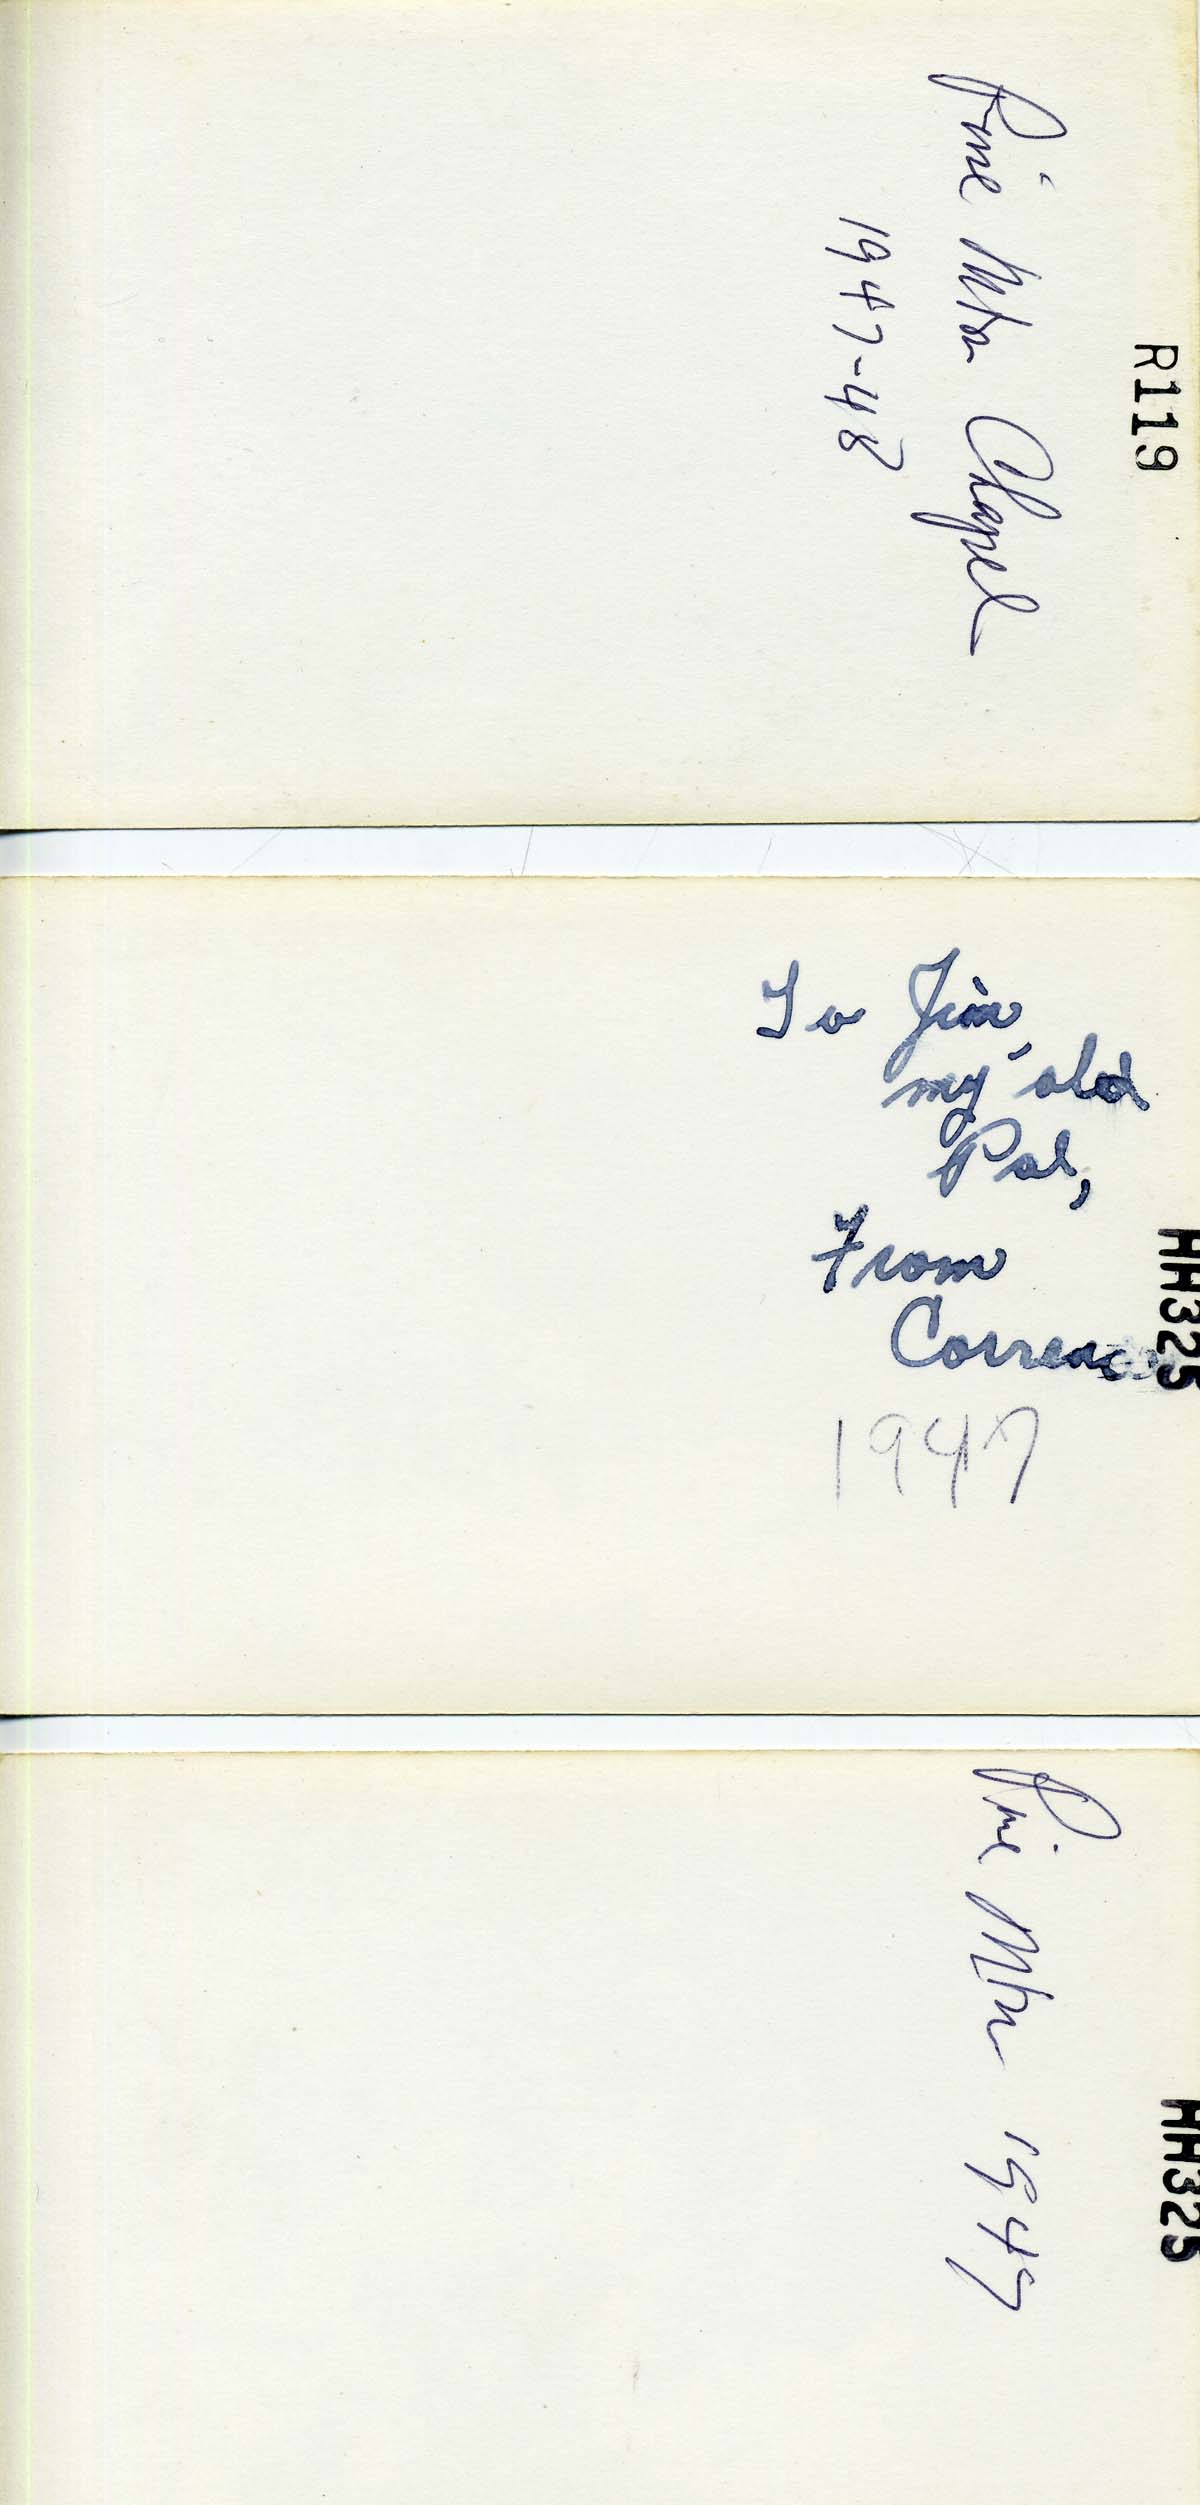 R119
Pine Mtn Chapel
1947-48
To Jim,
my old
Pal,
From
1947
HH325
Pine Mtn 1947
HH325